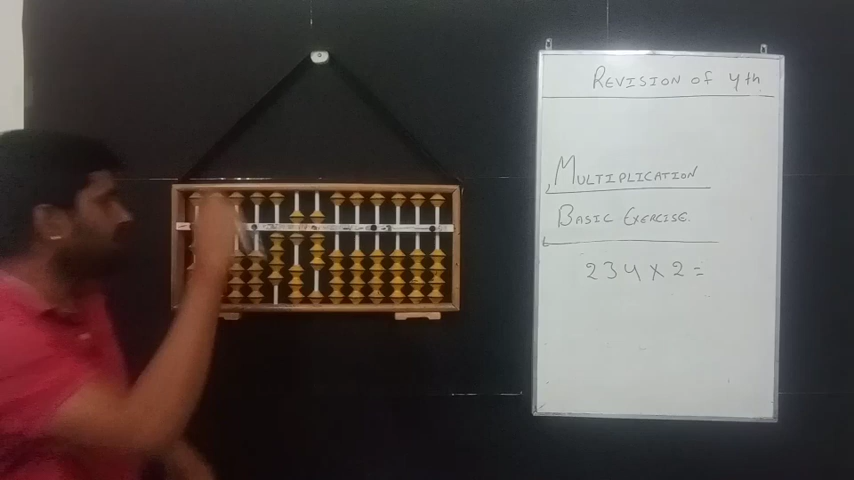 REVISION OF 4th
MULTIPLICATION
BASIC EXERCISE.
234 x 2 =